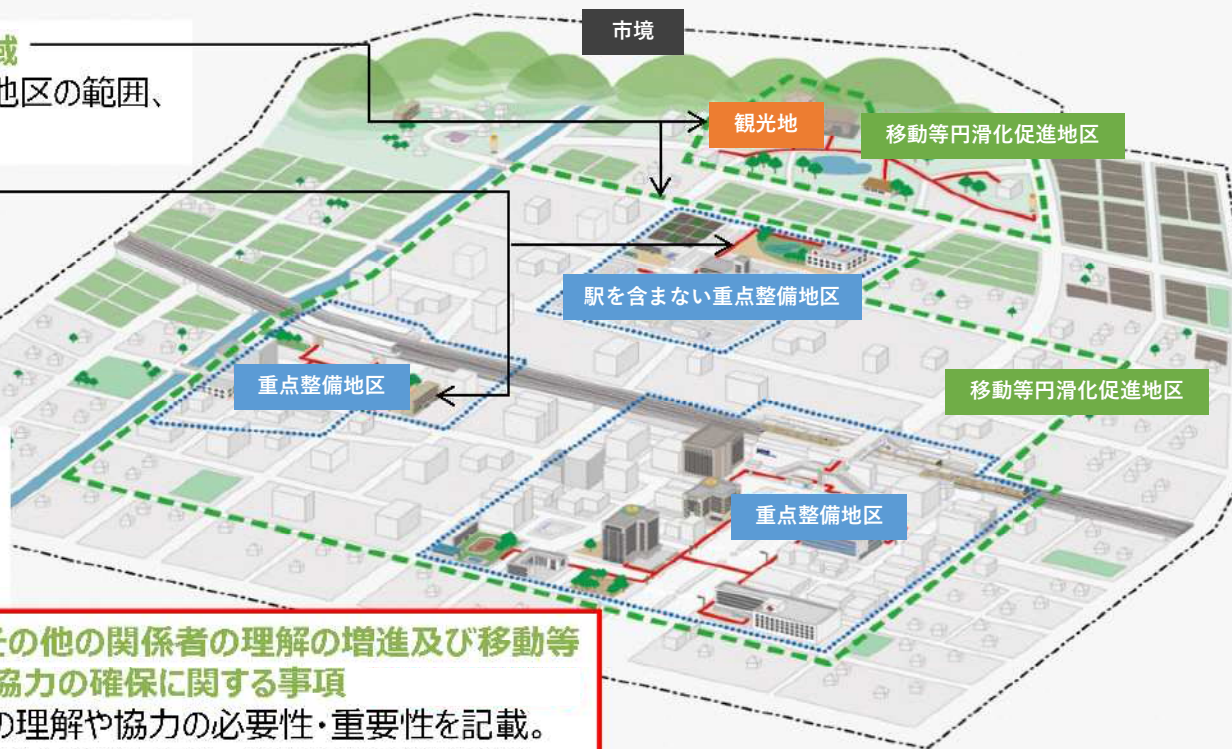 市境
域
地区の範囲、
観光地
移動等円滑化促進地区
駅を含まない重点整備地区
重点整備地区
移動等円滑化促進地区
重点整備地区
その他の関係者の理解の増進及び移動等
協力の確保に関する事項
の理解や協力の必要性・重要性を記載。